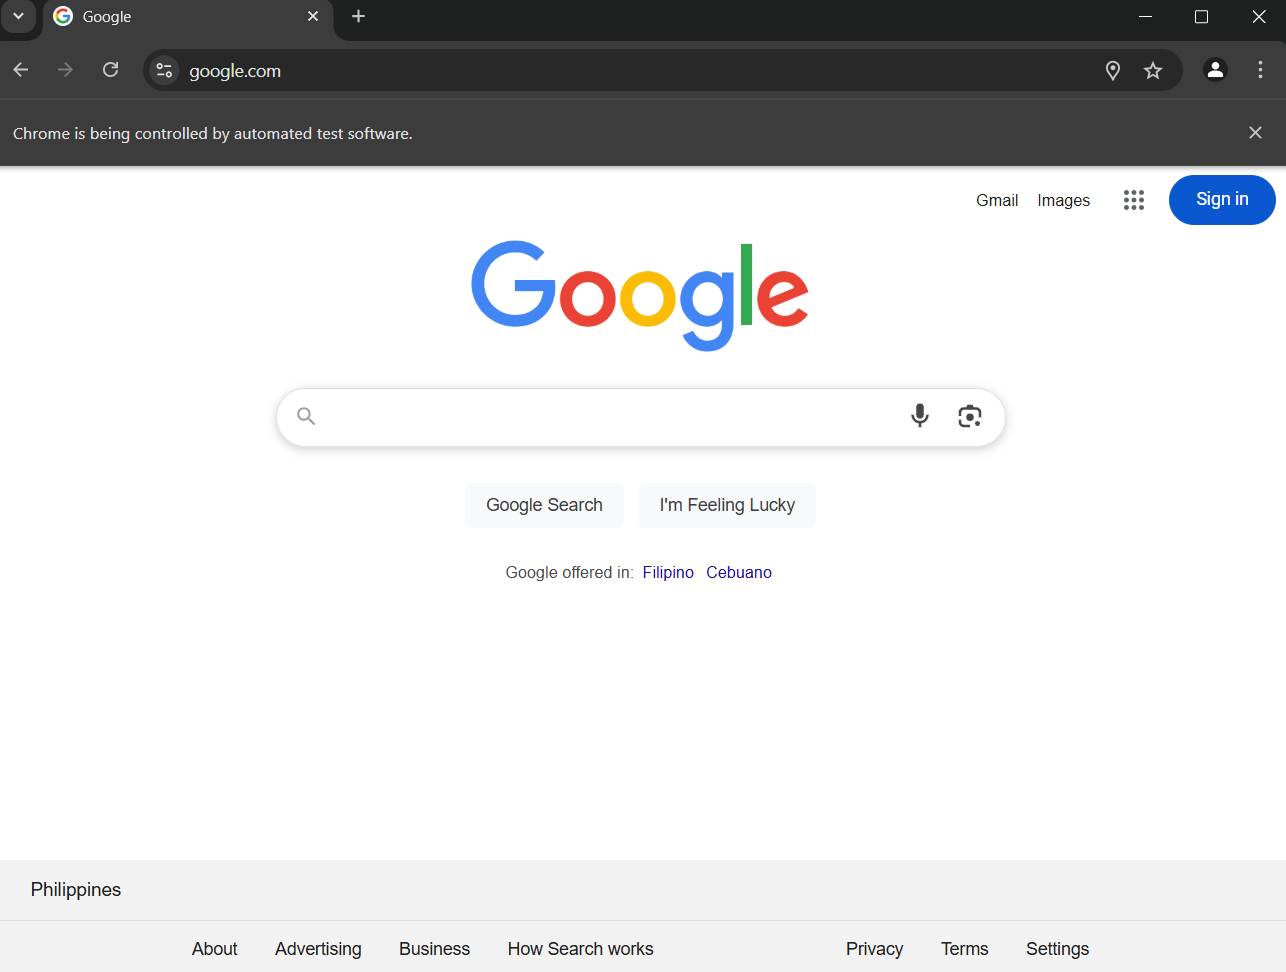 Google
google.com
Chrome is being controlled by automated test software.
Gmail Images Sign in
Google
Google Search I'm Feeling Lucky
Google offered in: Filipino Cebuano
Philippines
About Advertising Business How Search works Privacy Terms Settings